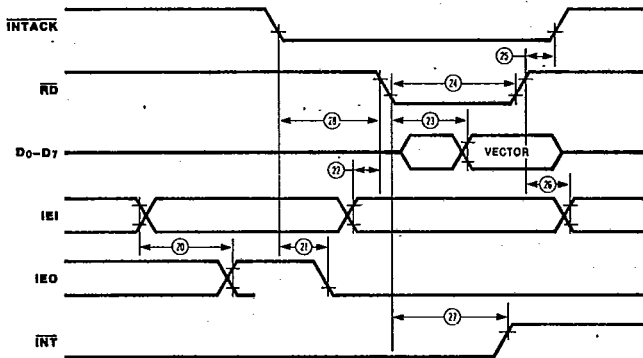 INTACK
25
RD
24
28
23
D0–D7
VECTOR
22
26
IEI
20
21
IEO
27
INT